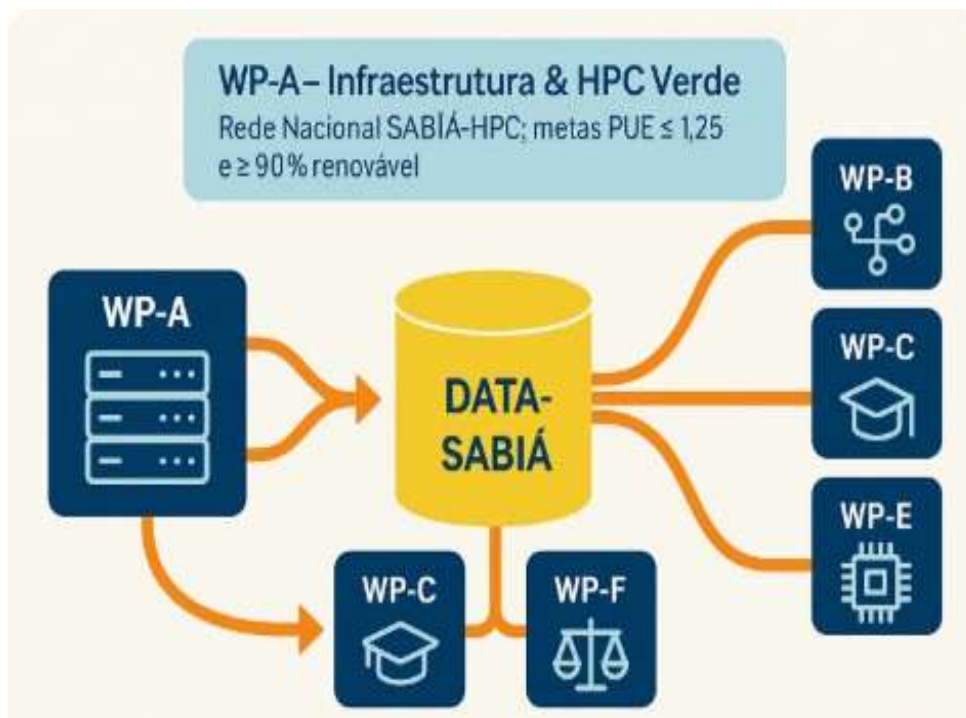 WP-A – Infraestrutura & HPC Verde
Rede Nacional SABIÁ-HPC; metas PUE ≤ 1,25
e ≥ 90% renovável
WP-A
DATA-
SABIÁ
WP-B
WP-C
WP-E
WP-C
WP-F